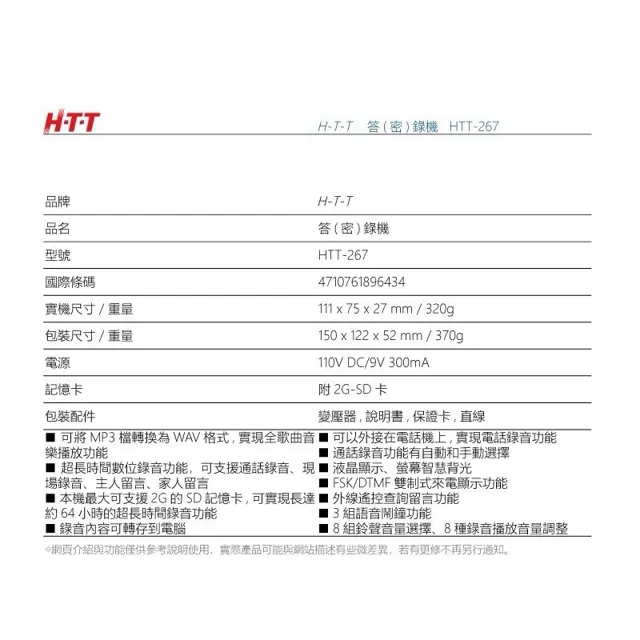 H·T·T
H-T-T 答(密)錄機 HTT-267
品牌 H-T-T
品名 答(密)錄機
型號 HTT-267
國際條碼 4710761896434
實機尺寸 / 重量 111 x 75 x 27 mm / 320g
包裝尺寸 / 重量 150 x 122 x 52 mm / 370g
電源 110V DC/9V 300mA
記憶卡 附 2G-SD 卡
包裝配件 變壓器 , 說明書 , 保證卡 , 直線
■ 可將 MP3 檔轉換為 WAV 格式 , 實現全歌曲音
樂播放功能
■ 超長時間數位錄音功能，可支援通話錄音、現
場錄音、主人留言、家人留言
■ 本機最大可支援 2G 的 SD 記憶卡 , 可實現長達
約 64 小時的超長時間錄音功能
■ 錄音內容可轉存到電腦
■ 可以外接在電話機上 , 實現電話錄音功能
■ 通話錄音功能有自動和手動選擇
■ 液晶顯示、螢幕智慧背光
■ FSK/DTMF 雙制式來電顯示功能
■ 外線遙控查詢留言功能
■ 3 組語音鬧鐘功能
■ 8 組鈴聲音量選擇、8 種錄音播放音量調整
◇網頁介紹與功能僅供參考說明使用，實際產品可能與網站描述有些微差異，若有更修不再另行通知。